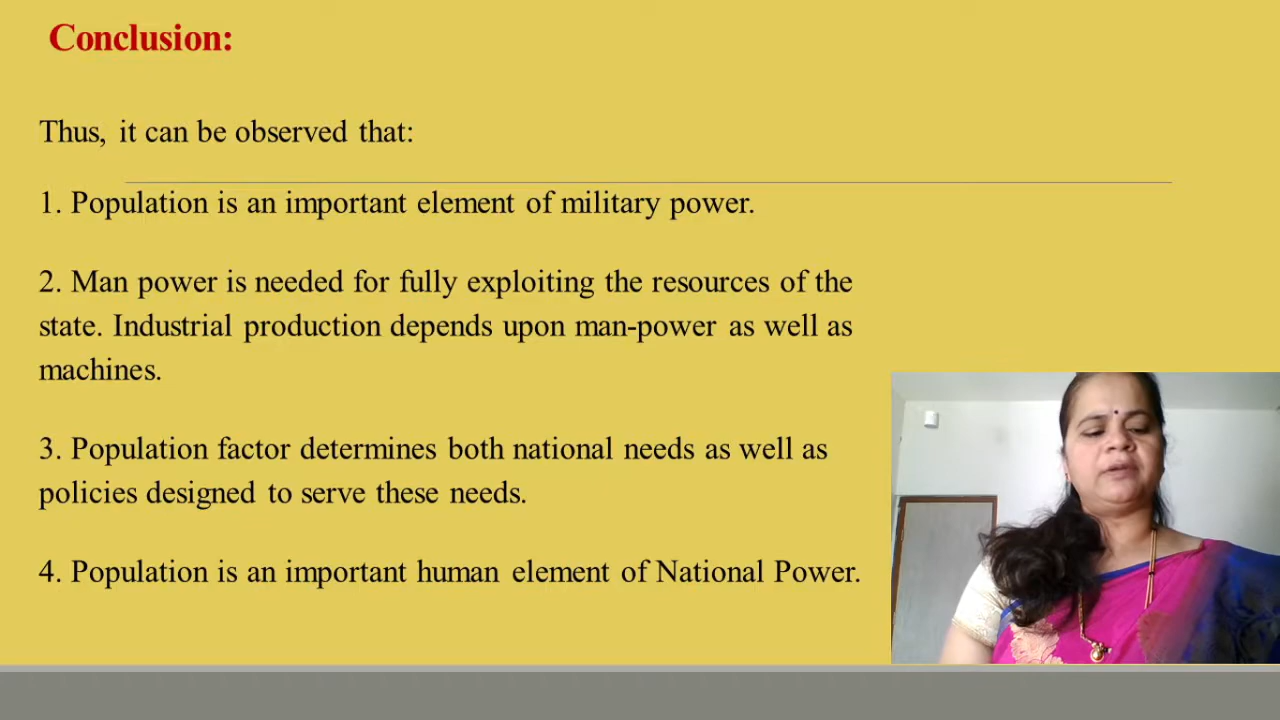 Conclusion:
Thus, it can be observed that:
1. Population is an important element of military power.
2. Man power is needed for fully exploiting the resources of the
state. Industrial production depends upon man-power as well as
machines.
3. Population factor determines both national needs as well as
policies designed to serve these needs.
4. Population is an important human element of National Power.